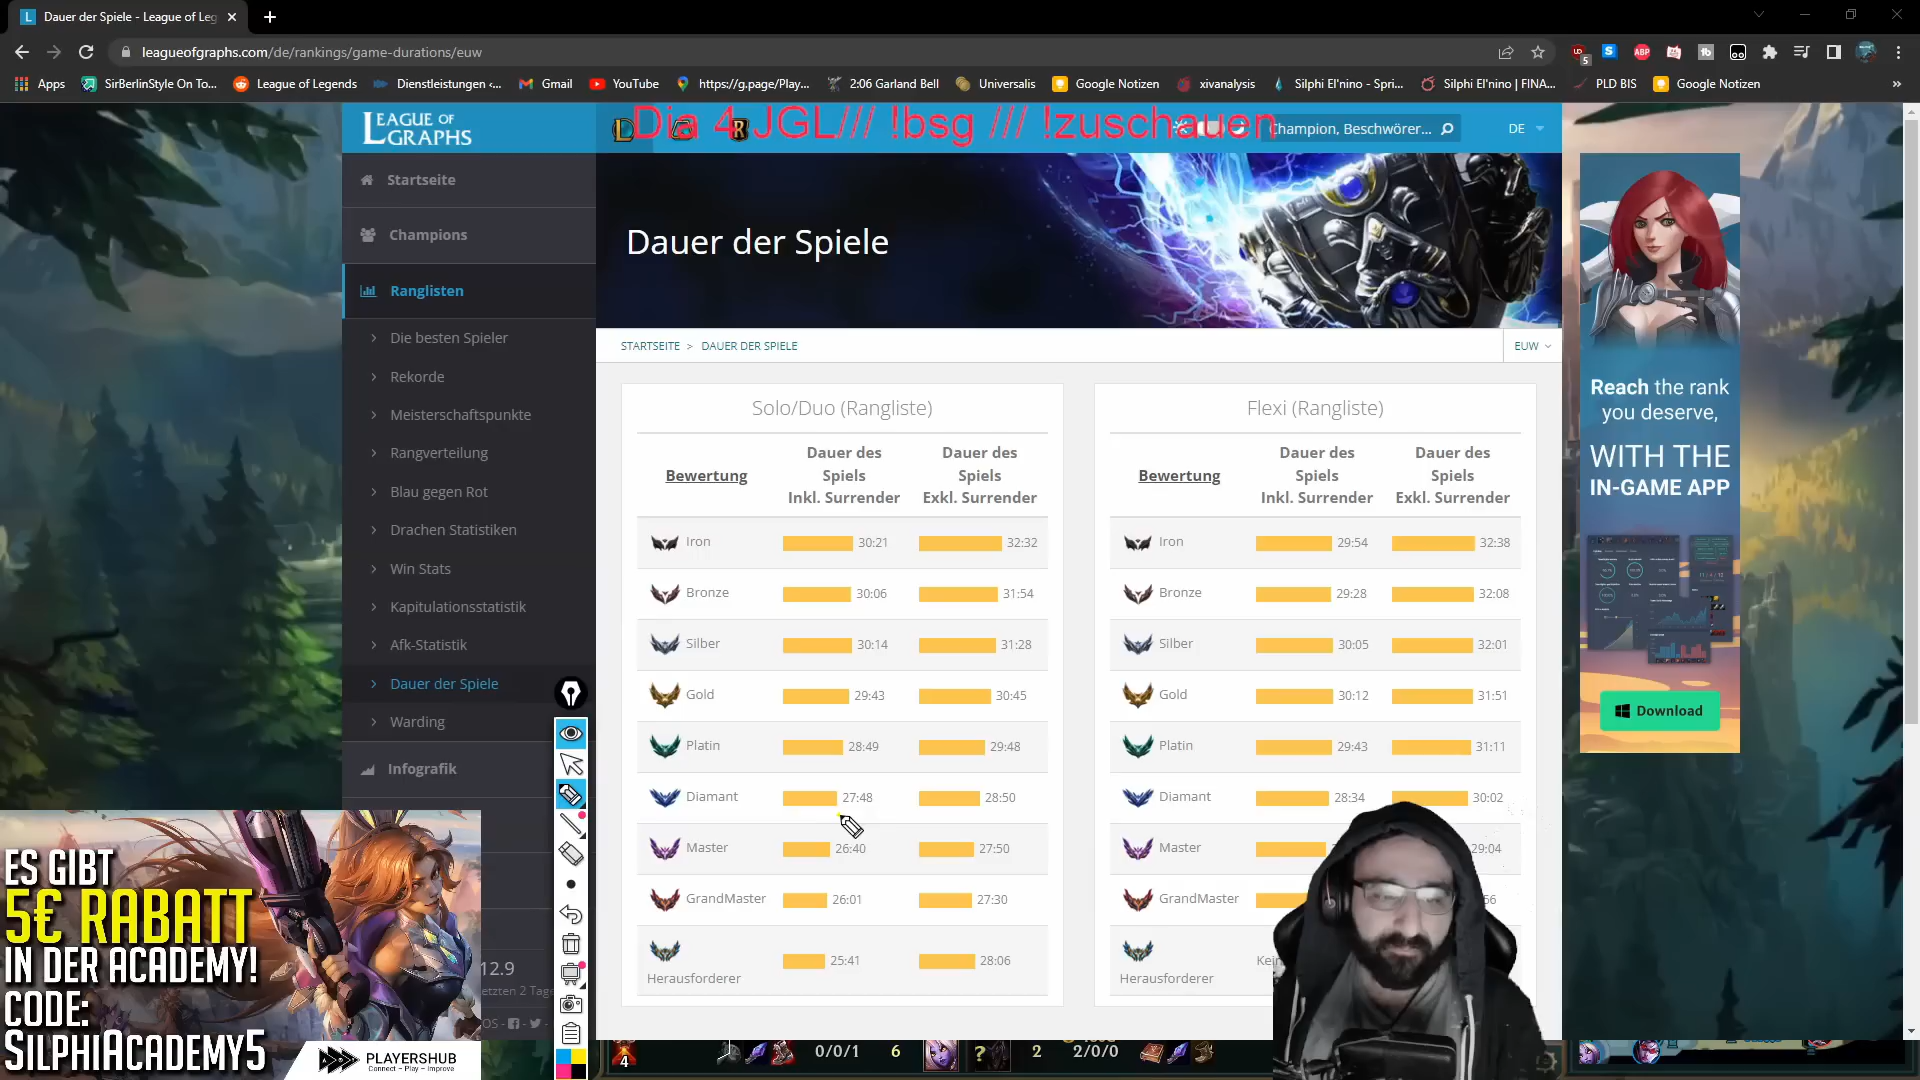 Dauer der Spiele - League of Leg
leagueofgraphs.com/de/rankings/game-durations/euw
5
Apps
SirBerlinStyle On To...
League of Legends
Dienstleistungen ‹...
Gmail
YouTube
https://g.page/Play...
2:06 Garland Bell
Universalis
Google Notizen
xivanalysis
Silphi El'nino - Spri...
Silphi El'nino | FINA...
PLD BIS
Google Notizen
LEAGUE OF GRAPHS
Dia 4 JGL/// !bsg /// !zuschauen
Champion, Beschwörer...
DE
Startseite
Champions
Ranglisten
Die besten Spieler
Rekorde
Meisterschaftspunkte
Rangverteilung
Blau gegen Rot
Drachen Statistiken
Win Stats
Kapitulationsstatistik
Afk-Statistik
Dauer der Spiele
Warding
Infografik
Dauer der Spiele
STARTSEITE > DAUER DER SPIELE
EUW
Solo/Duo (Rangliste)
Bewertung
Dauer des Spiels Inkl. Surrender
Dauer des Spiels Exkl. Surrender
Iron 30:21 32:32
Bronze 30:06 31:54
Silber 30:14 31:28
Gold 29:43 30:45
Platin 28:49 29:48
Diamant 27:48 28:50
Master 26:40 27:50
GrandMaster 26:01 27:30
Herausforderer 25:41 28:06
Flexi (Rangliste)
Bewertung
Dauer des Spiels Inkl. Surrender
Dauer des Spiels Exkl. Surrender
Iron 29:54 32:38
Bronze 29:28 32:08
Silber 30:05 32:01
Gold 30:12 31:51
Platin 29:43 31:11
Diamant 28:34 30:02
Master 29:04
GrandMaster
Herausforderer
Reach the rank
you deserve,
WITH THE
IN-GAME APP
Download
ES GIBT
5€ RABATT
IN DER ACADEMY!
CODE:
SILPHIACADEMY5
PLAYERSHUB
Connect – Play – Improve
12.9
etzten 2 Tage
4
0/0/1
6
2
2/0/0